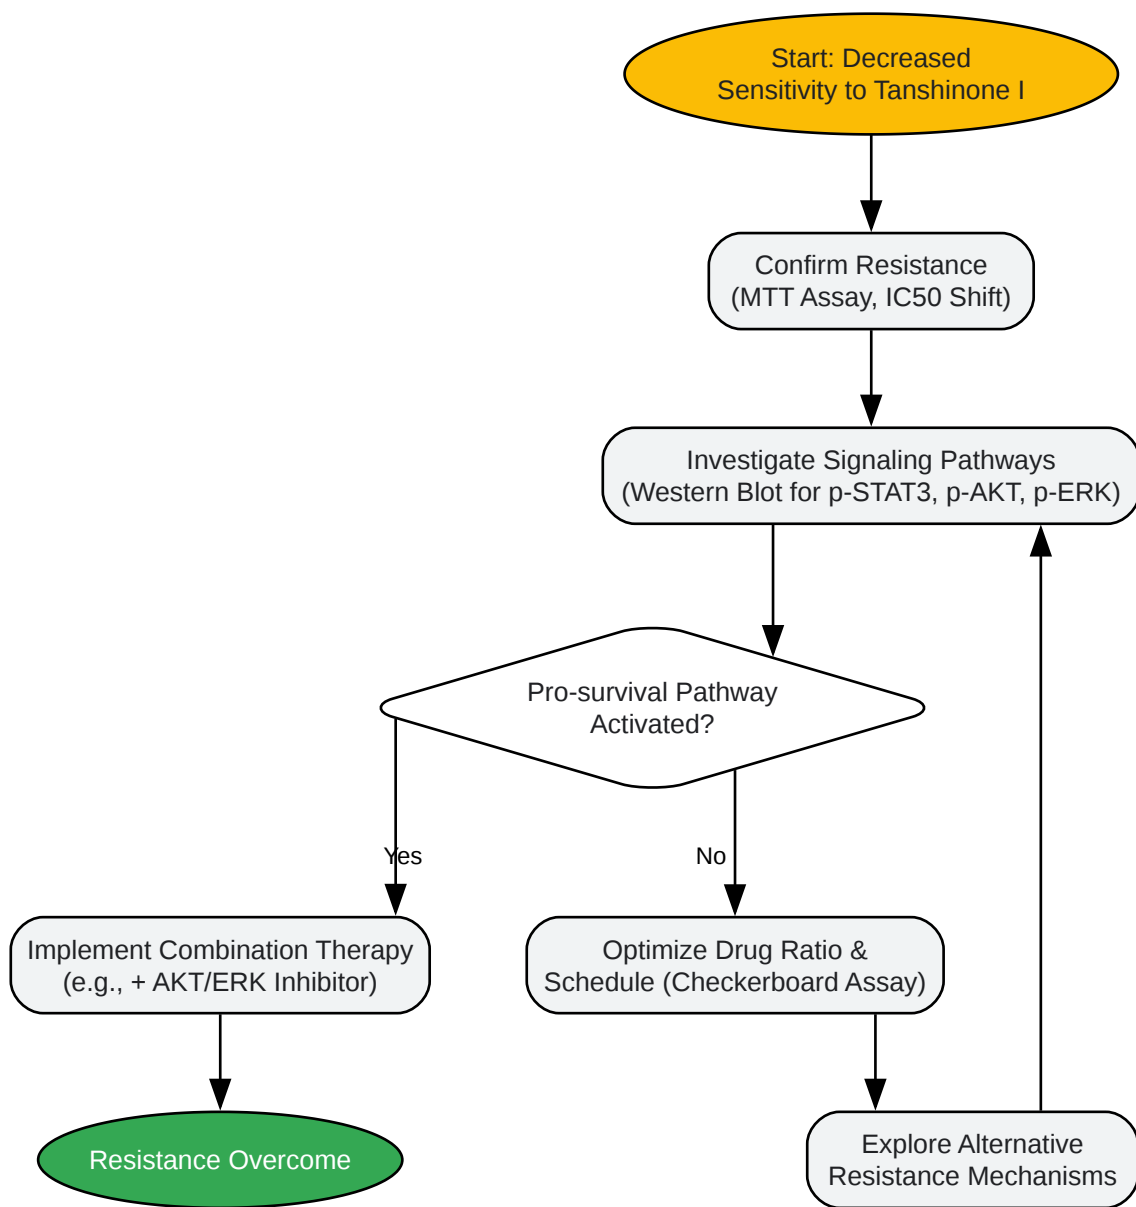 Start: Decreased
Sensitivity to Tanshinone I
Confirm Resistance
(MTT Assay, IC50 Shift)
Investigate Signaling Pathways
(Western Blot for p-STAT3, p-AKT, p-ERK)
Pro-survival Pathway
Activated?
Yes
No
Implement Combination Therapy
(e.g., + AKT/ERK Inhibitor)
Optimize Drug Ratio &
Schedule (Checkerboard Assay)
Resistance Overcome
Explore Alternative
Resistance Mechanisms